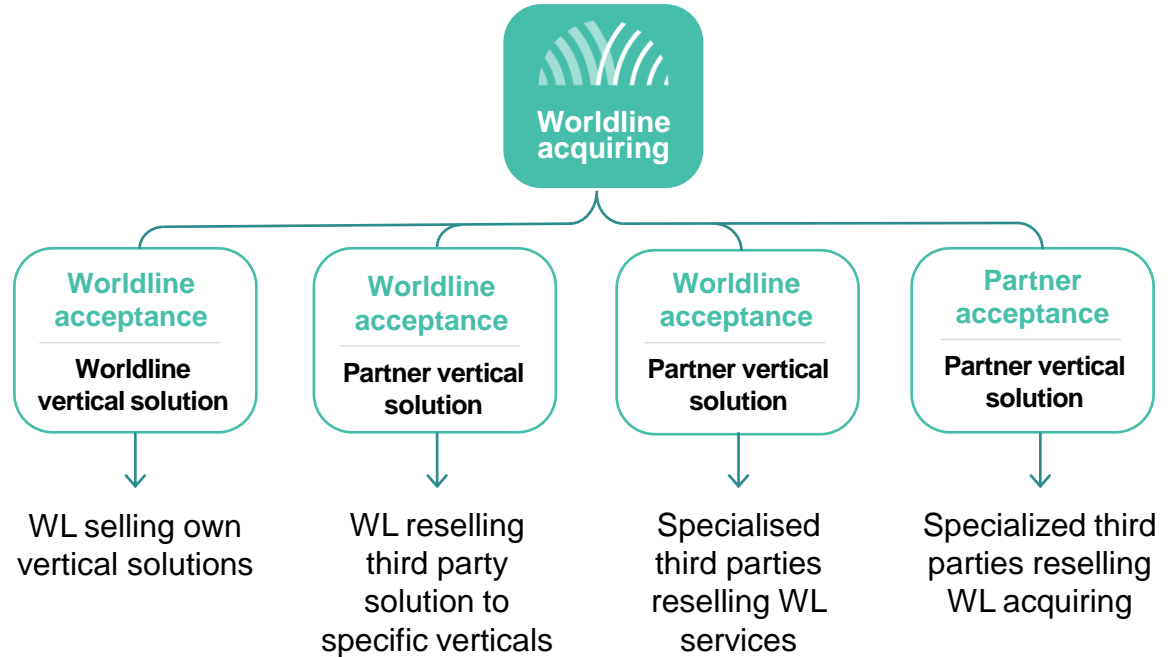 Worldline
acquiring
Worldline
acceptance
Worldline
vertical solution
WL selling own
vertical solutions
Worldline
acceptance
Partner vertical
solution
WL reselling
third party
solution to
specific verticals
Worldline
acceptance
Partner vertical
solution
Specialised
third parties
reselling WL
services
Partner
acceptance
Partner vertical
solution
Specialized third
parties reselling
WL acquiring